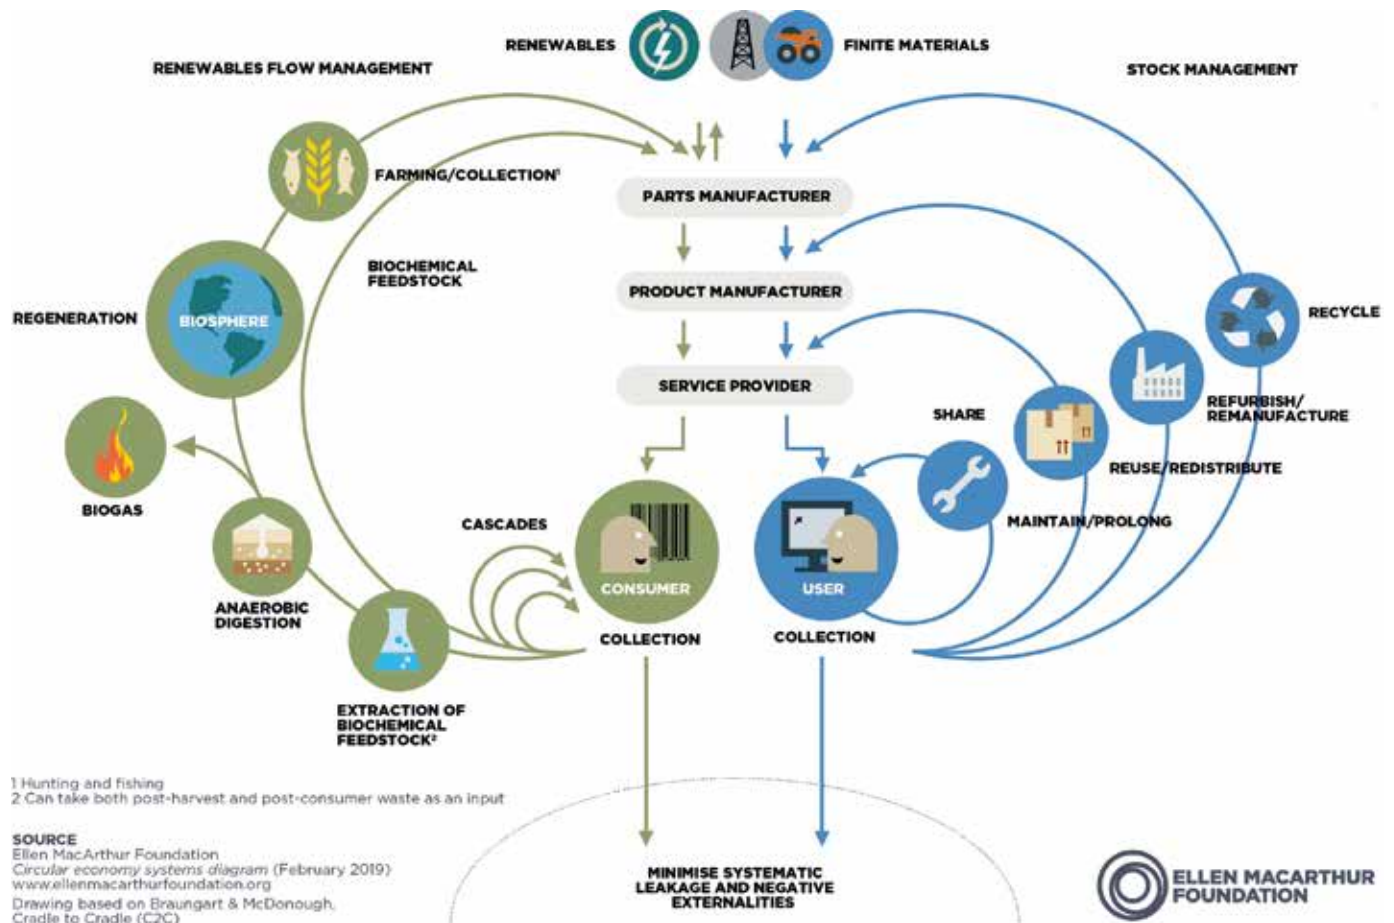 RENEWABLES
FINITE MATERIALS
RENEWABLES FLOW MANAGEMENT
STOCK MANAGEMENT
FARMING/COLLECTION¹
PARTS MANUFACTURER
BIOCHEMICAL
FEEDSTOCK
PRODUCT MANUFACTURER
REGENERATION
BIOSPHERE
RECYCLE
SERVICE PROVIDER
REFURBISH/
REMANUFACTURE
SHARE
REUSE/REDISTRIBUTE
BIOGAS
CASCADES
MAINTAIN/PROLONG
CONSUMER
USER
ANAEROBIC
DIGESTION
COLLECTION
COLLECTION
EXTRACTION OF
BIOCHEMICAL
FEEDSTOCK²
1 Hunting and fishing
2 Can take both post-harvest and post-consumer waste as an input
SOURCE
Ellen MacArthur Foundation
Circular economy systems diagram (February 2019)
www.ellenmacarthurfoundation.org
Drawing based on Braungart & McDonough,
Cradle to Cradle (C2C)
MINIMISE SYSTEMATIC
LEAKAGE AND NEGATIVE
EXTERNALITIES
ELLEN MACARTHUR
FOUNDATION